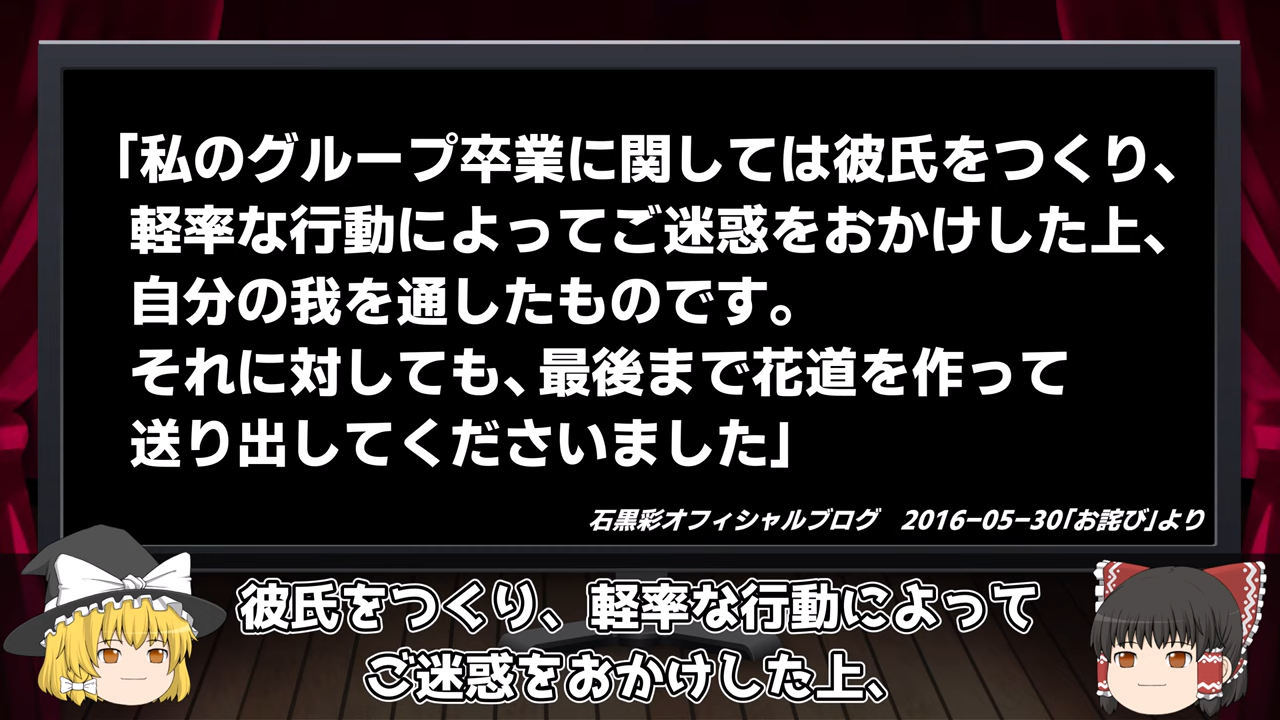 「私のグループ卒業に関しては彼氏をつくり、
軽率な行動によってご迷惑をおかけした上、
自分の我を通したものです。
それに対しても、最後まで花道を作って
送り出してくださいました」
石黒彩オフィシャルブログ　2016−05−30「お詫び」より
彼氏をつくり、軽率な行動によって
ご迷惑をおかけした上、